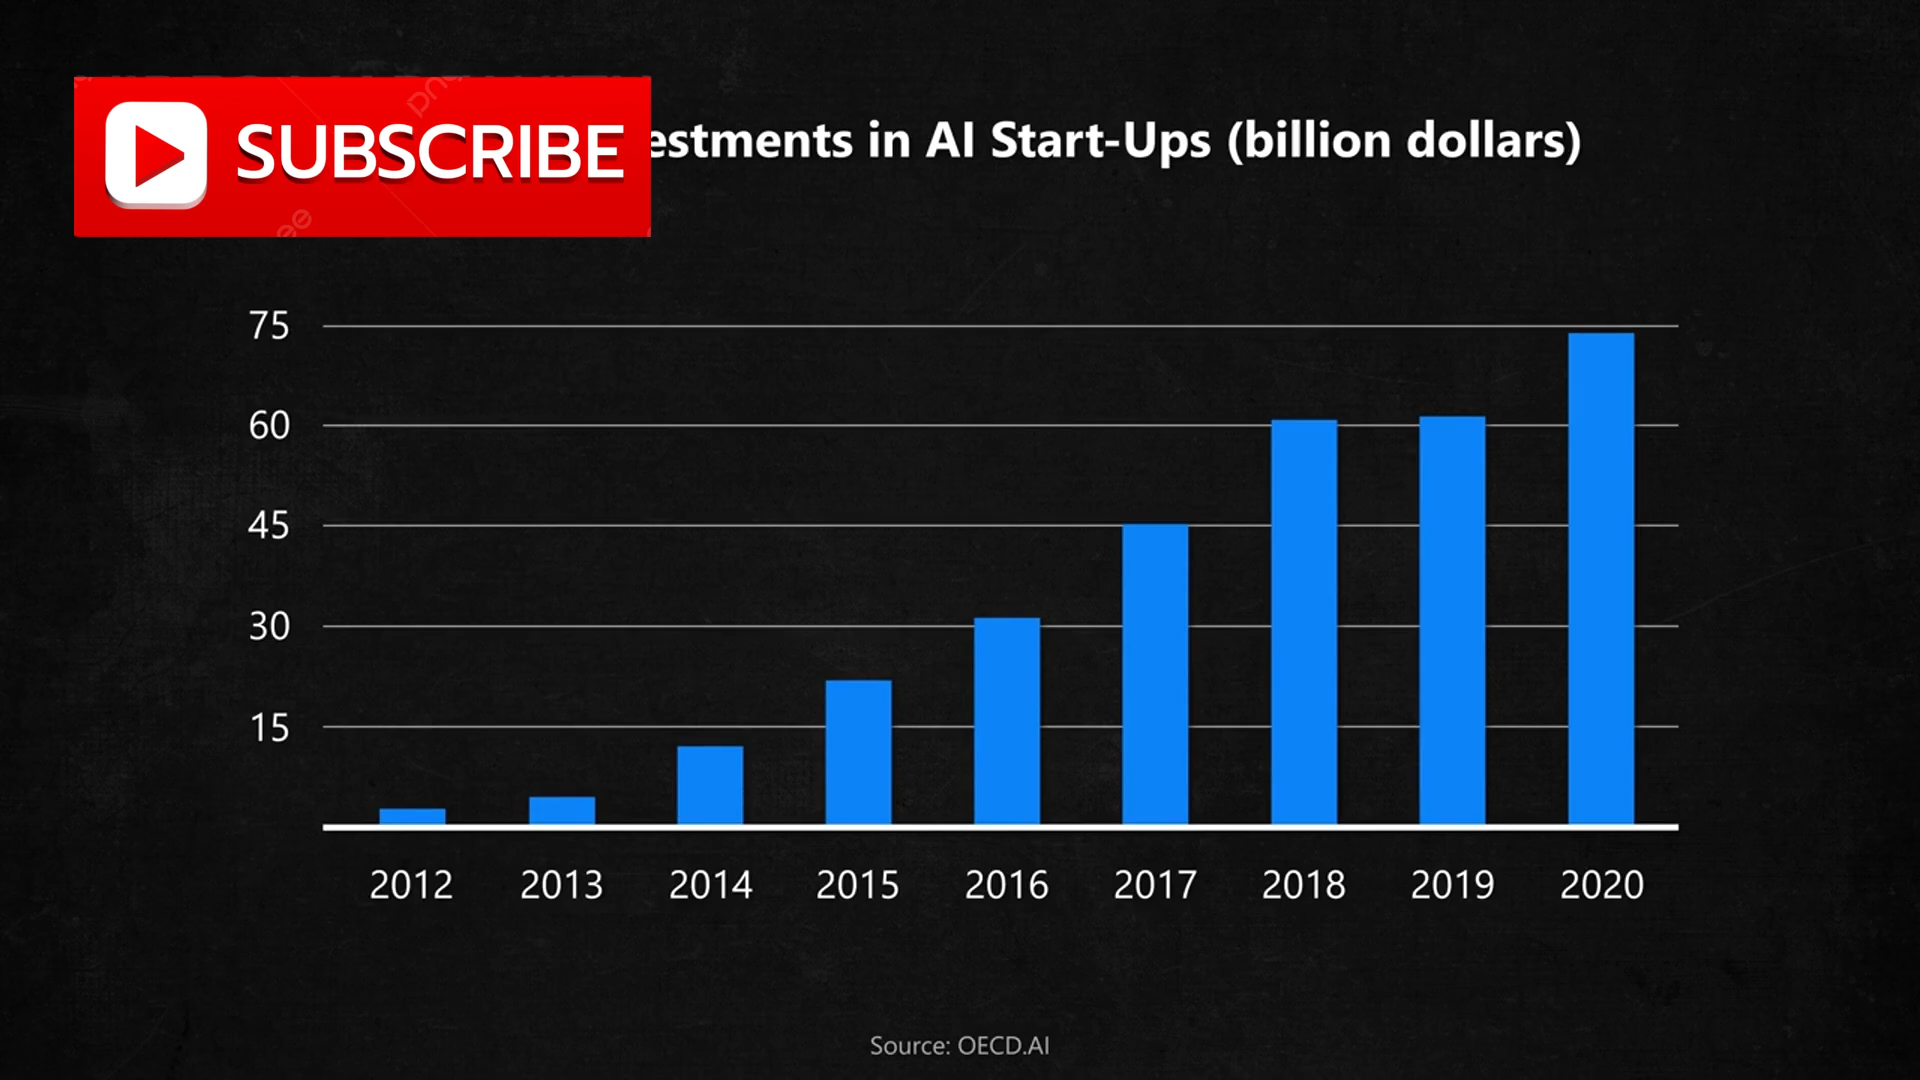 SUBSCRIBE
estments in AI Start-Ups (billion dollars)
75
60
45
30
15
2012 2013 2014 2015 2016 2017 2018 2019 2020
Source: OECD.AI